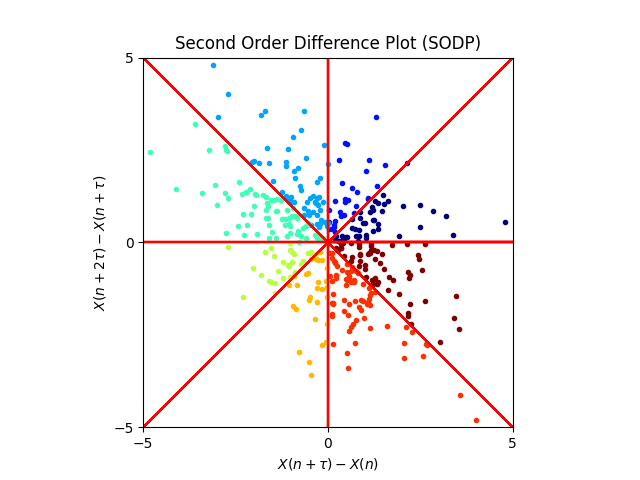 Second Order Difference Plot (SODP)
5
0
−5
X(n + 2τ) − X(n + τ)
−5 0 5
X(n + τ) − X(n)